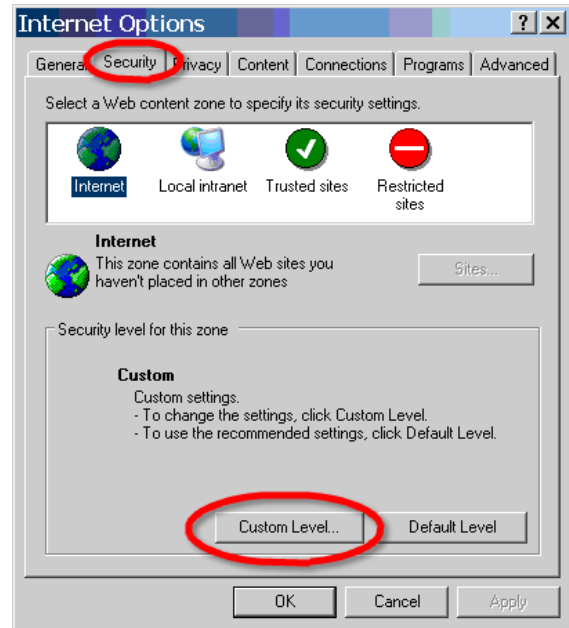 Internet Options
? X
General Security Privacy Content Connections Programs Advanced
Select a Web content zone to specify its security settings.
Internet Local intranet Trusted sites Restricted
sites
Internet
This zone contains all Web sites you
haven't placed in other zones
Sites...
Security level for this zone
Custom
Custom settings.
- To change the settings, click Custom Level.
- To use the recommended settings, click Default Level.
Custom Level... Default Level
OK Cancel Apply